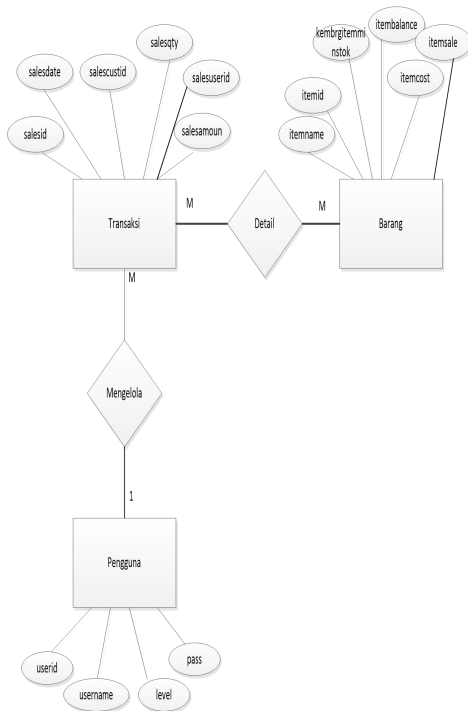 salesid
salesdate
salescustid
salesqty
salesuserid
salesamoun
Transaksi
M
Detail
M
Barang
itemname
itemid
kembrgitemmi
nstok
itembalance
itemcost
itemsale
M
Mengelola
1
Pengguna
userid
username
level
pass